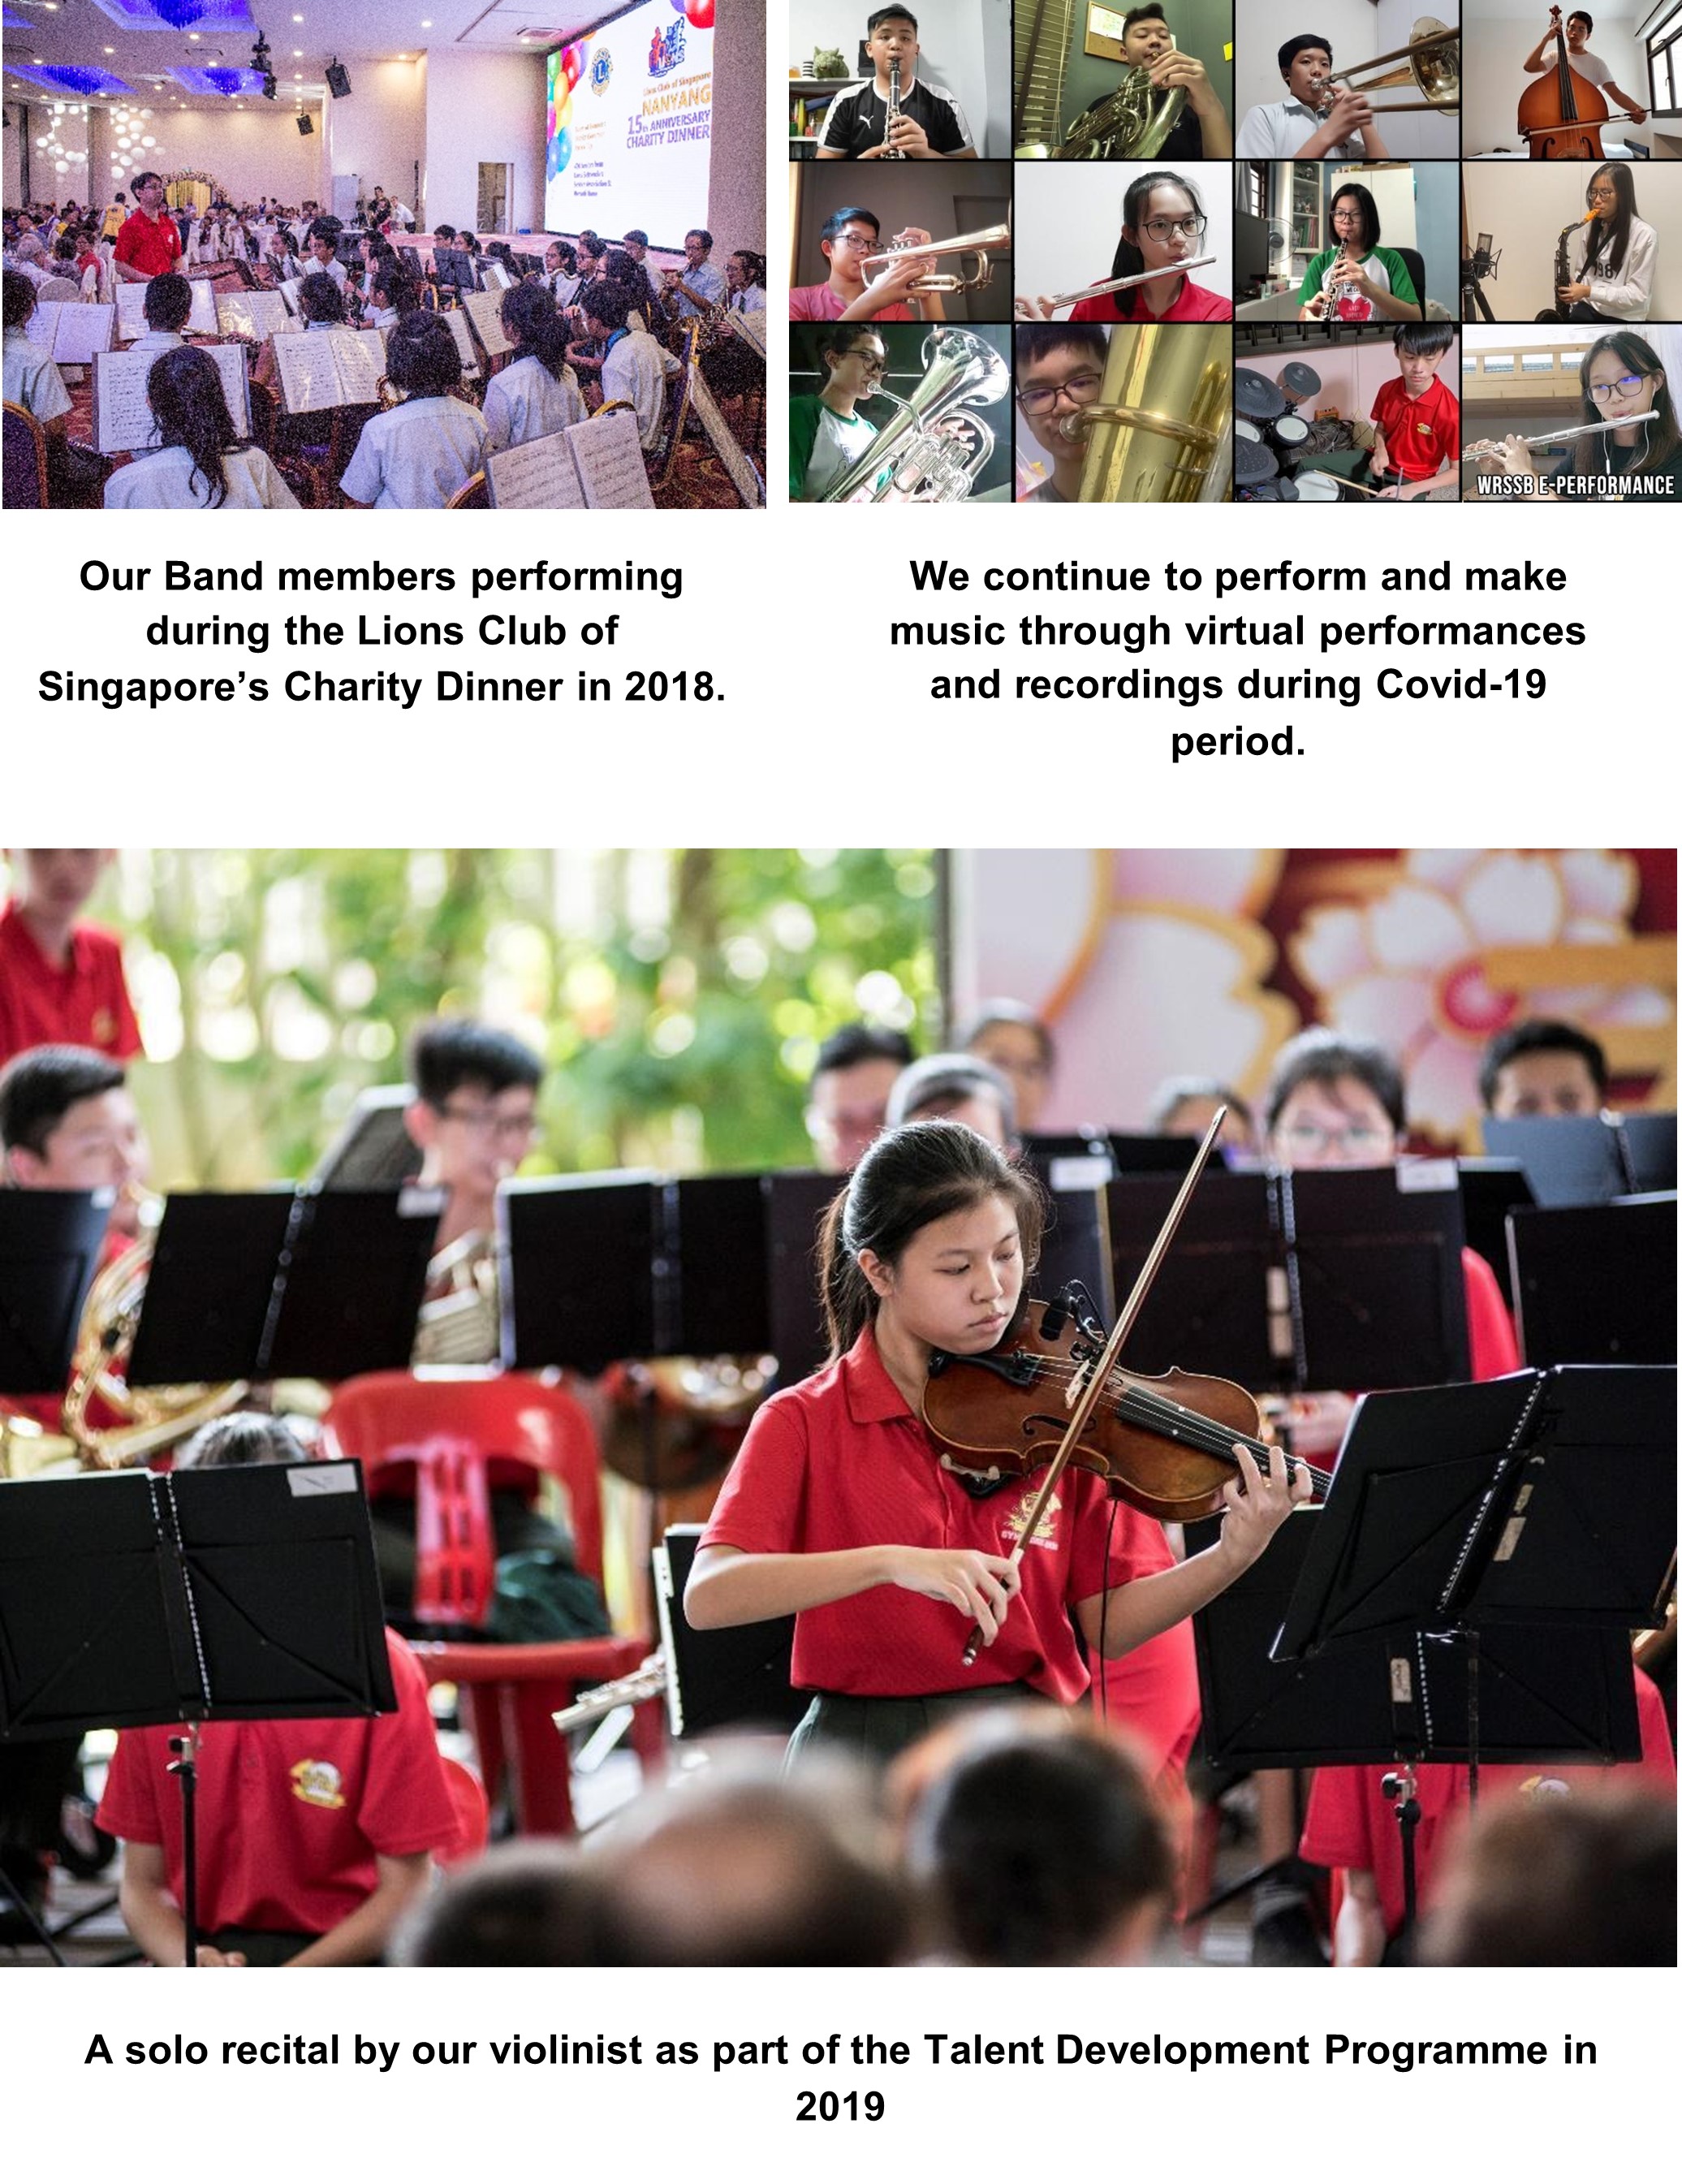 Lions Club of Singapore
NANYANG
15th ANNIVERSARY
CHARITY DINNER
WRSSB E-PERFORMANCE
Our Band members performing
during the Lions Club of
Singapore’s Charity Dinner in 2018.
We continue to perform and make
music through virtual performances
and recordings during Covid-19
period.
A solo recital by our violinist as part of the Talent Development Programme in
2019